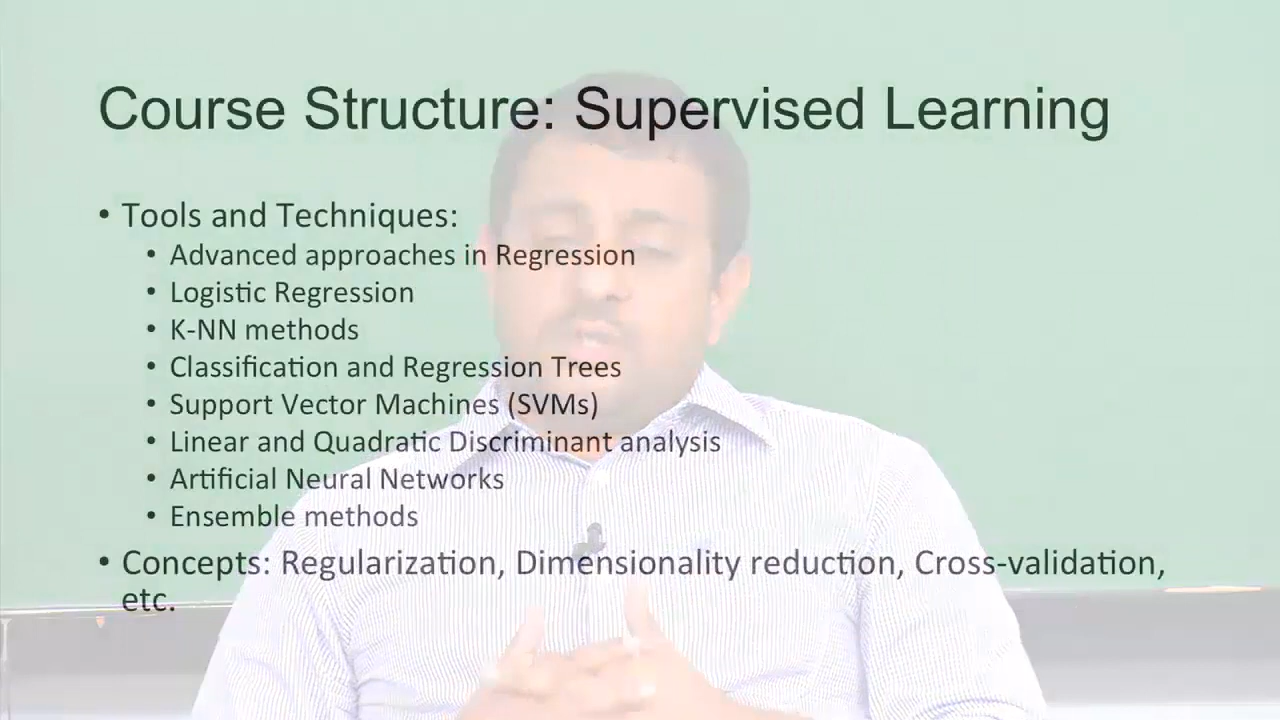 Course Structure: Supervised Learning
• Tools and Techniques:
• Advanced approaches in Regression
• Logistic Regression
• K-NN methods
• Classification and Regression Trees
• Support Vector Machines (SVMs)
• Linear and Quadratic Discriminant analysis
• Artificial Neural Networks
• Ensemble methods
• Concepts: Regularization, Dimensionality reduction, Cross-validation,
etc.